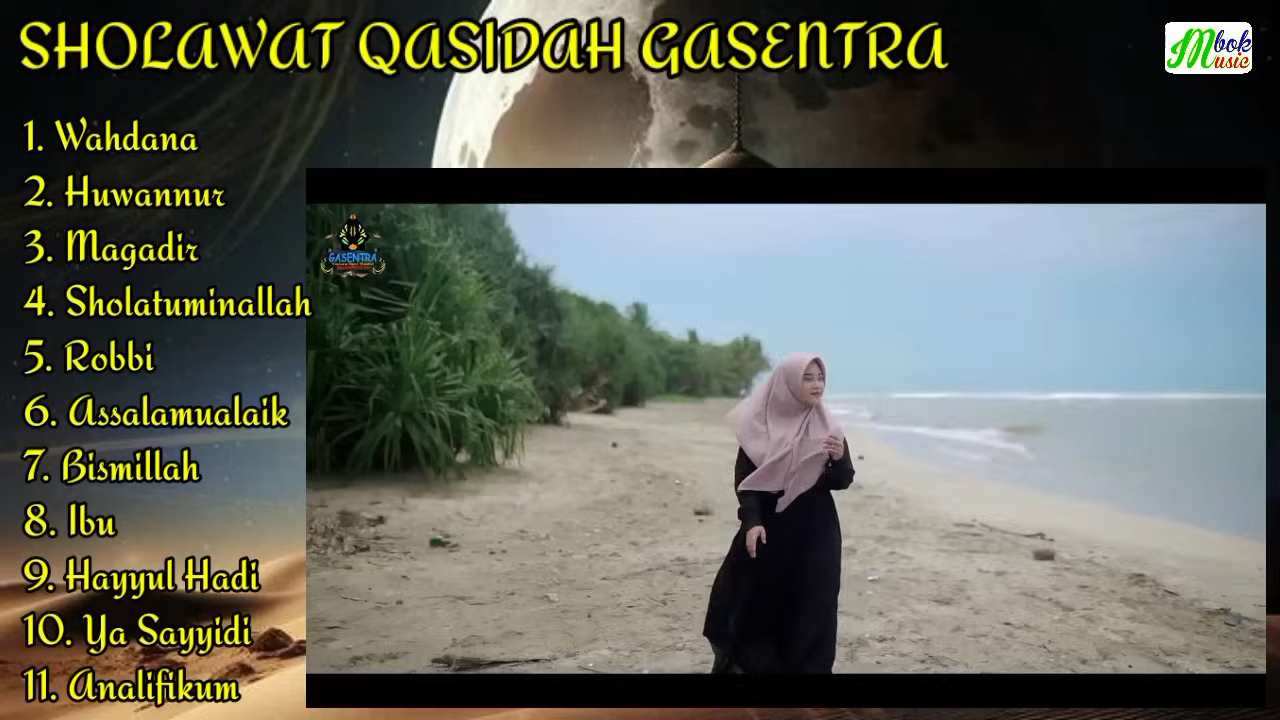 SHOLAWAT QASIDAH GASENTRA
Mbok
Music
1. Wahdana
2. Huwannur
3. Magadir
4. Sholatuminallah
5. Robbi
6. Assalamualaik
7. Bismillah
8. Ibu
9. Hayyul Hadi
10. Ya Sayyidi
11. Analifikum
GASENTRA